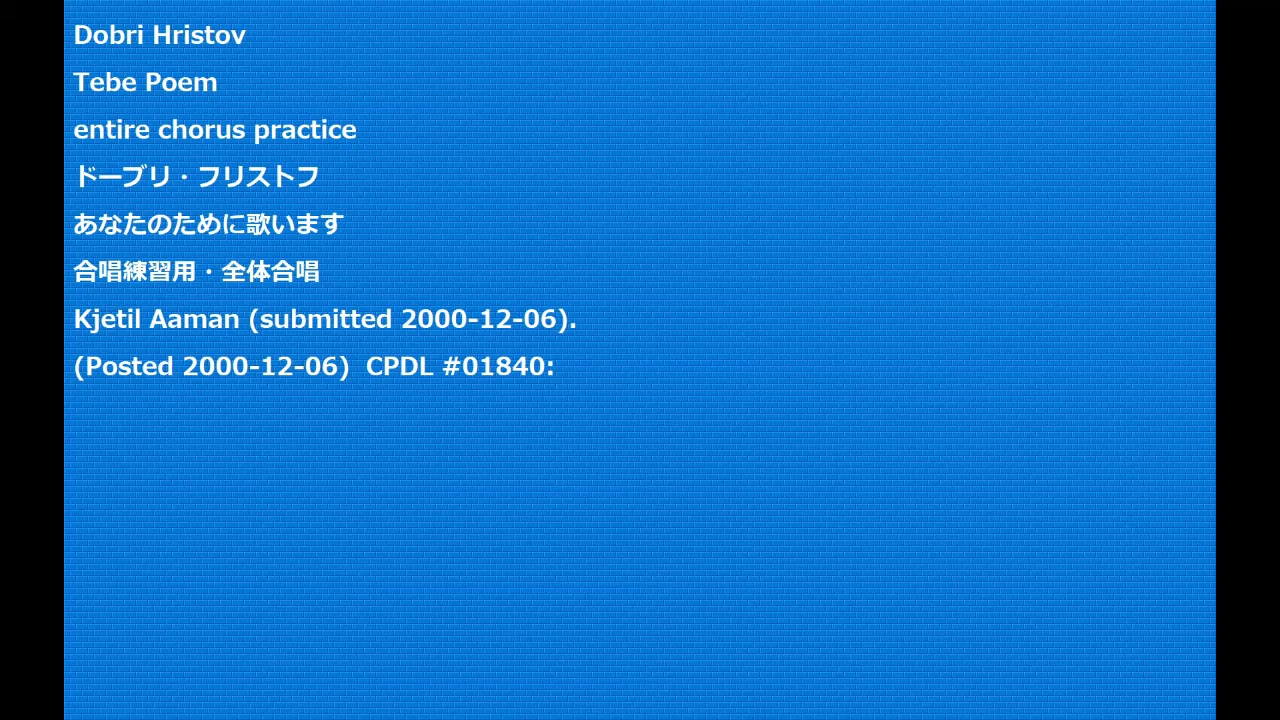 Dobri Hristov
Tebe Poem
entire chorus practice
ドーブリ・フリストフ
あなたのために歌います
合唱練習用・全体合唱
Kjetil Aaman (submitted 2000-12-06).
(Posted 2000-12-06)  CPDL #01840: